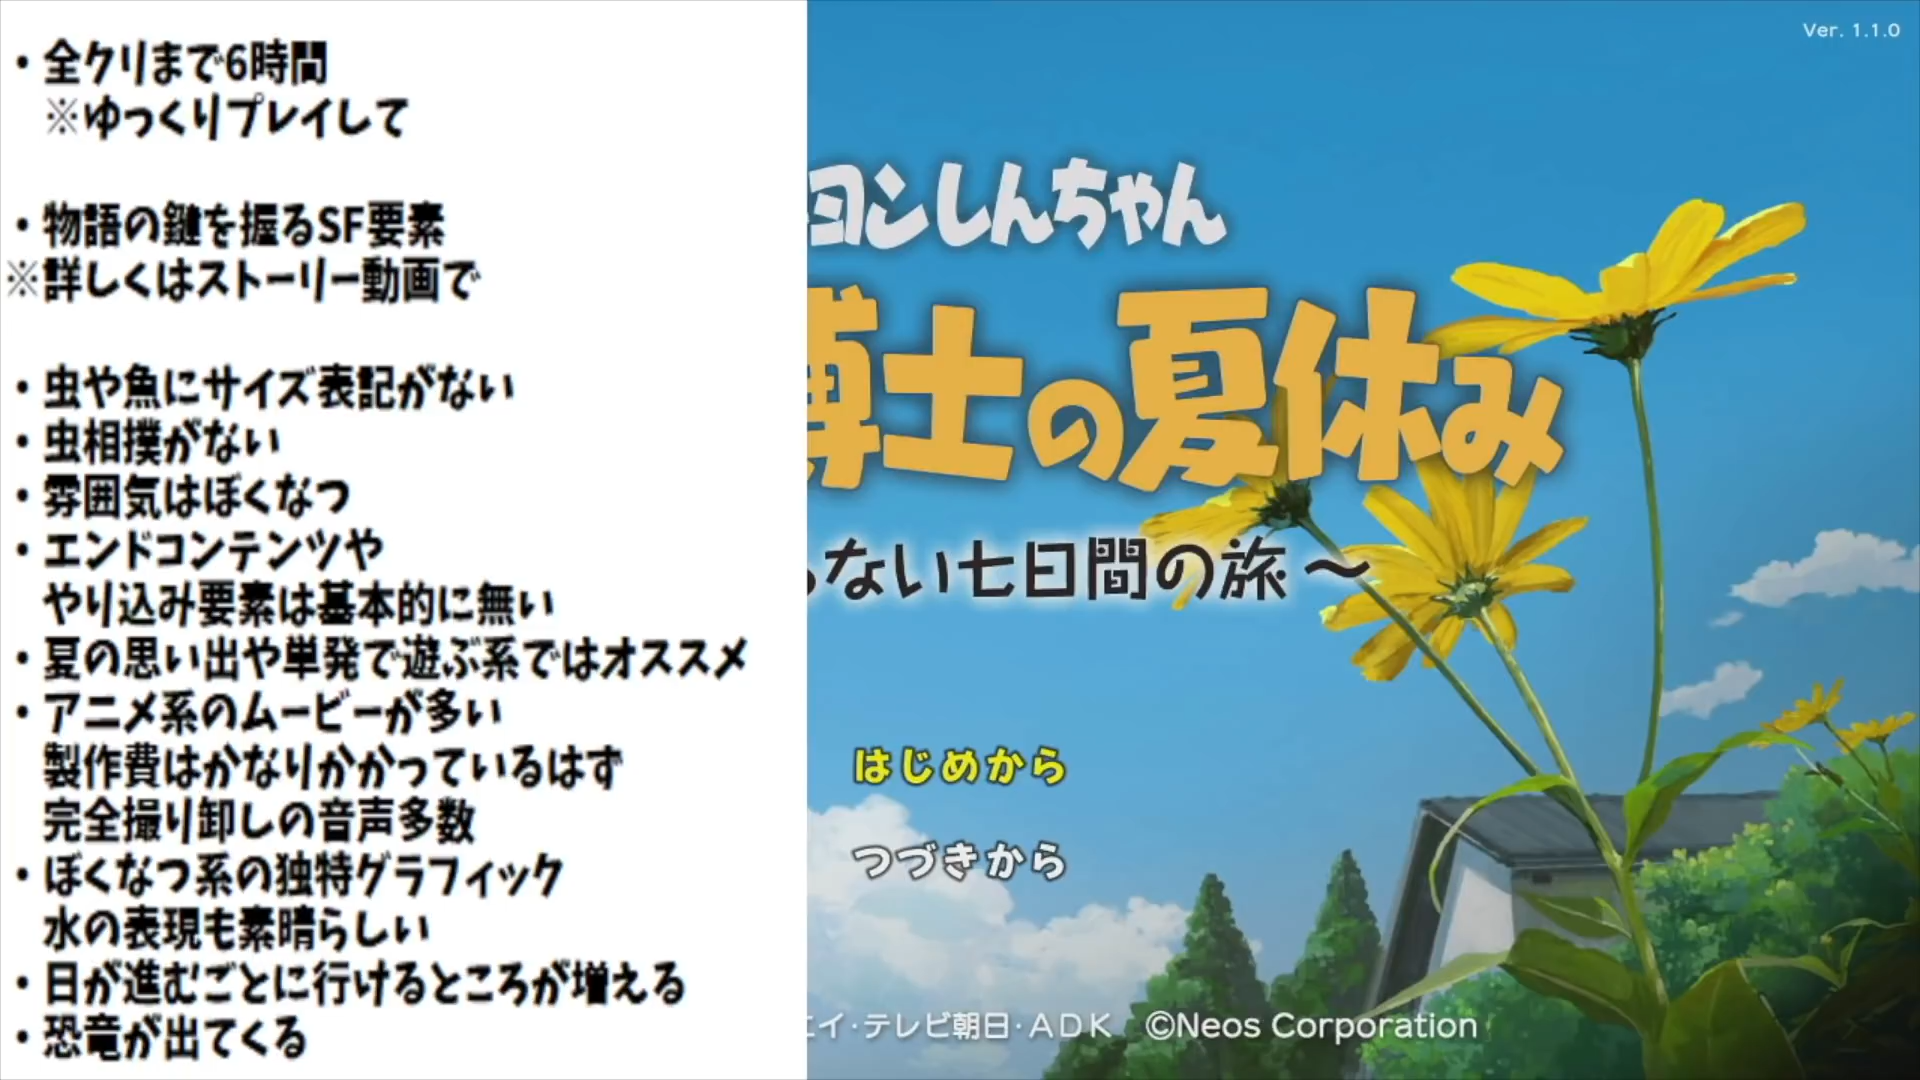 ・全クリまで6時間
※ゆっくりプレイして
・物語の鍵を握るSF要素
※詳しくはストーリー動画で
・虫や魚にサイズ表記がない
・虫相撲がない
・雰囲気はぼくなつ
・エンドコンテンツや
やり込み要素は基本的に無い
・夏の思い出や単発で遊ぶ系ではオススメ
・アニメ系のムービーが多い
製作費はかなりかかっているはず
完全撮り卸しの音声多数
・ぼくなつ系の独特グラフィック
水の表現も素晴らしい
・日が進むごとに行けるところが増える
・恐竜が出てくる
Ver. 1.1.0
ヨンしんちゃん
博士の夏休み
ない七日間の旅～
はじめから
つづきから
エイ・テレビ朝日・ADK ©Neos Corporation